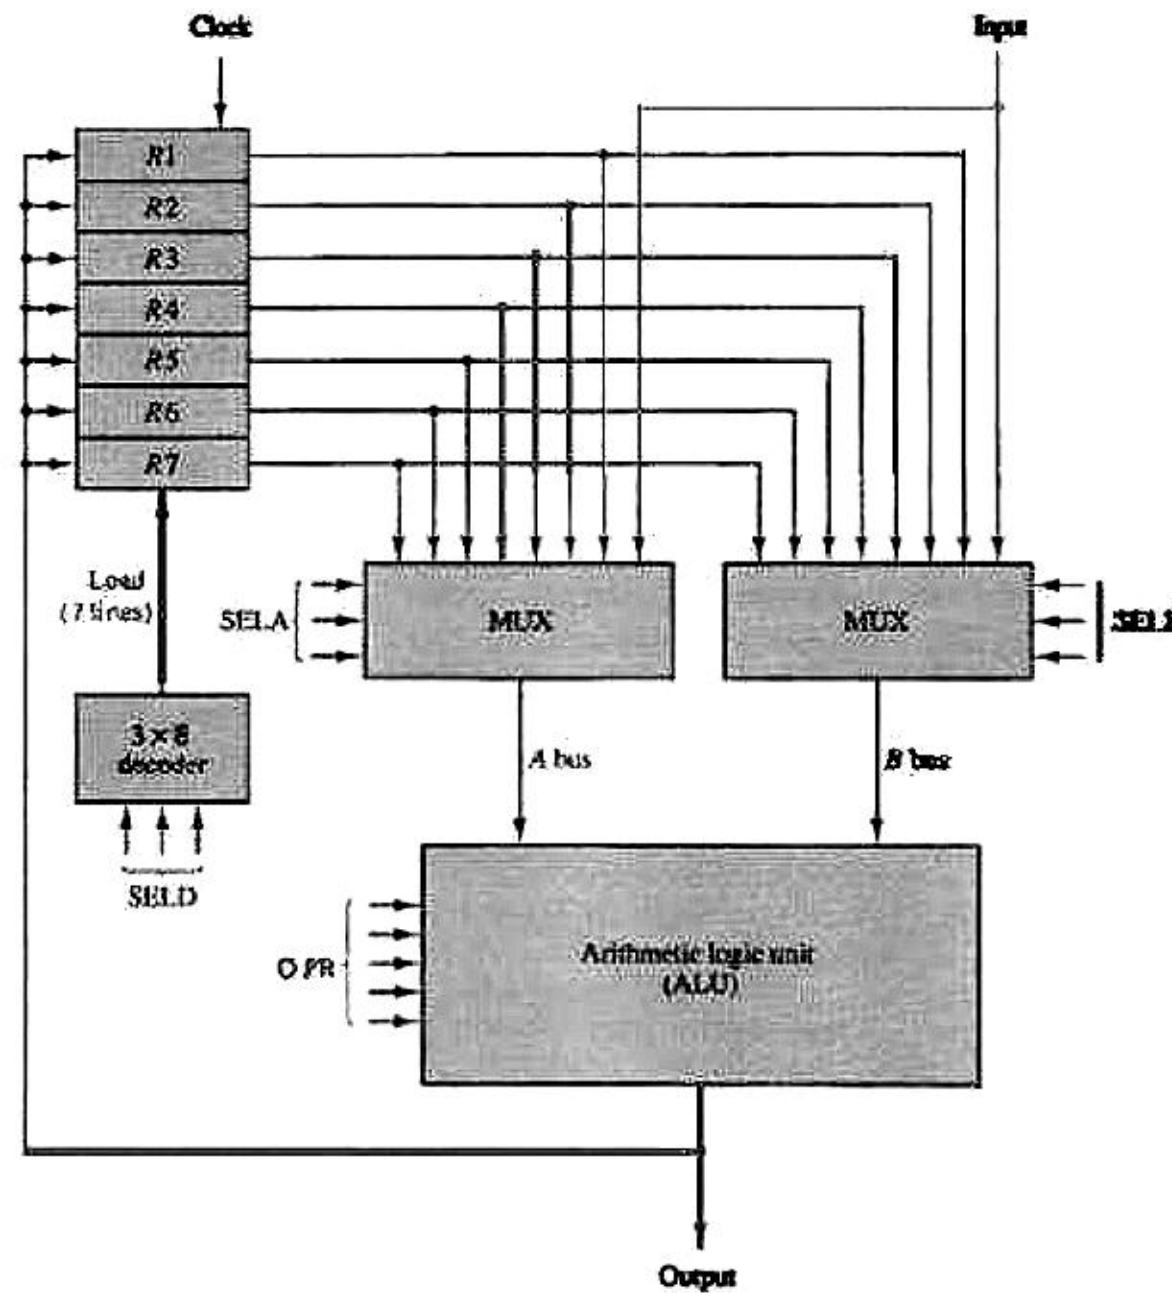 Clock
Input
R1
R2
R3
R4
R5
R6
R7
Load
(7 lines)
SELA
MUX
MUX
3 × 8
decoder
A bus
B bus
SELD
OPR
Arithmetic logic unit
(ALU)
Output